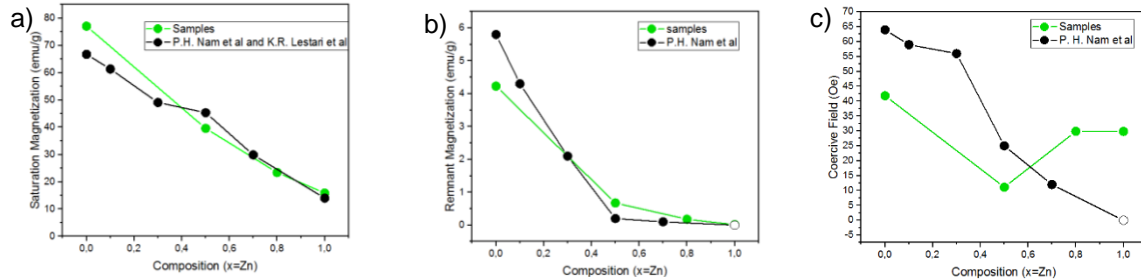 a)
Samples
P.H. Nam et al and K.R. Lestari et al
Saturation Magnetization (emu/g)
80
70
60
50
40
30
20
10
0
0,0 0,2 0,4 0,6 0,8 1,0
Composition (x=Zn)
b)
samples
P.H. Nam et al
Remnant Magnetization (emu/g)
6
5
4
3
2
1
0
0,0 0,2 0,4 0,6 0,8 1,0
Composition (x=Zn)
c)
Samples
P. H. Nam et al
Coercive Field (Oe)
70
65
60
55
50
45
40
35
30
25
20
15
10
5
0
-5
0,0 0,2 0,4 0,6 0,8 1,0
Composition (x=Zn)